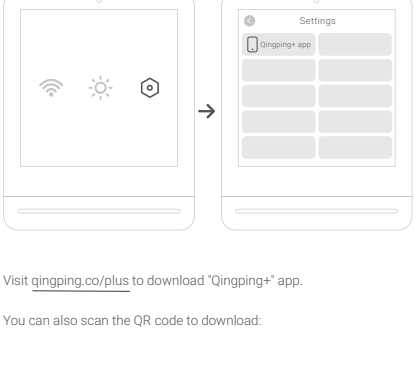 Settings
Qingping+ app
Visit qingping.co/plus to download "Qingping+" app.
You can also scan the QR code to download: